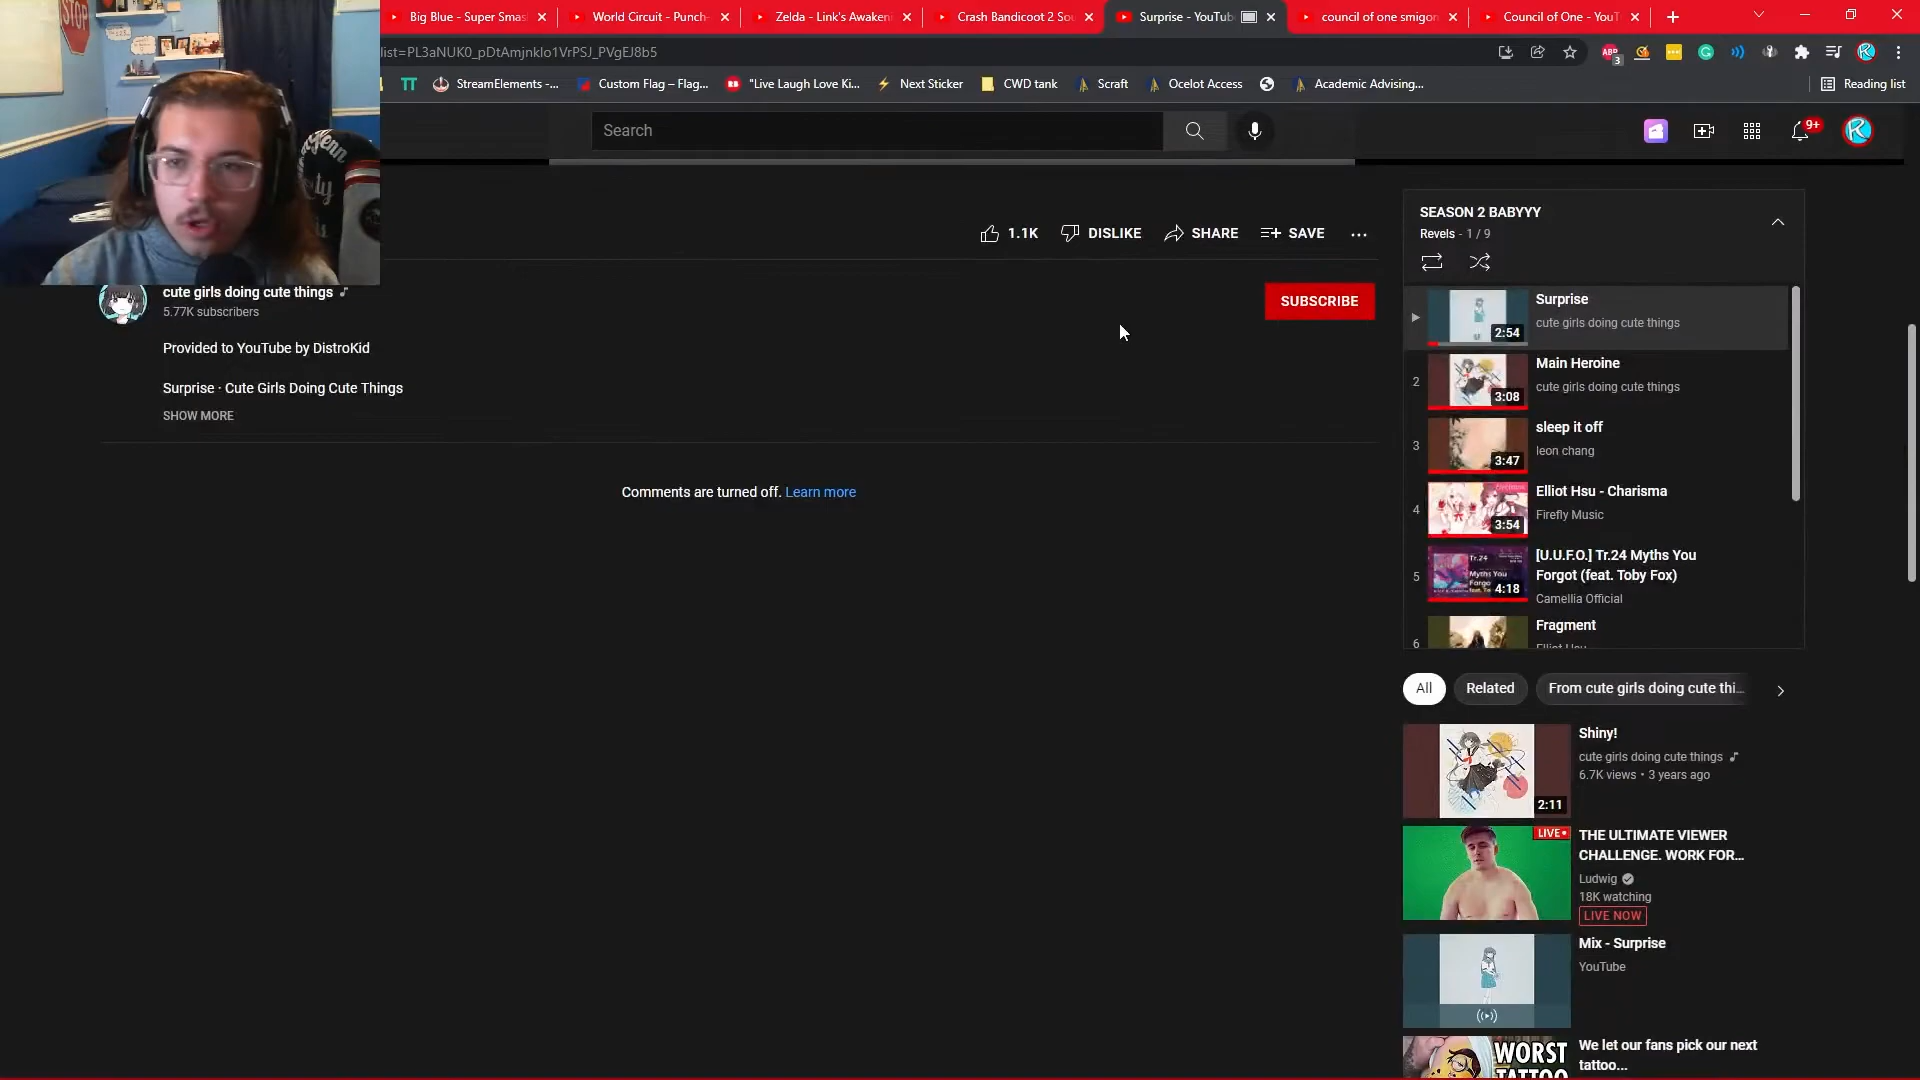 Big Blue - Super Smas
World Circuit - Punch-
Zelda - Link's Awaken
Crash Bandicoot 2 So
Surprise - YouTub
council of one smigon
Council of One - YouT
list=PL3aNUK0_pDtAmjnkIo1VrPSJ_PVgEJ8b5
ABP
3
StreamElements -...
Custom Flag – Flag...
"Live Laugh Love Ki...
Next Sticker
CWD tank
Scraft
Ocelot Access
Academic Advising...
Reading list
STOP
Search
9+
1.1K
DISLIKE
SHARE
SAVE
cute girls doing cute things
5.77K subscribers
SUBSCRIBE
Provided to YouTube by DistroKid
Surprise · Cute Girls Doing Cute Things
SHOW MORE
Comments are turned off. Learn more
SEASON 2 BABYYY
Revels - 1 / 9
Surprise
cute girls doing cute things
2:54
2
Main Heroine
cute girls doing cute things
3:08
3
sleep it off
leon chang
3:47
4
Elliot Hsu - Charisma
Firefly Music
3:54
5
[U.U.F.O.] Tr.24 Myths You
Forgot (feat. Toby Fox)
Camellia Official
4:18
6
Fragment
Elliot Hsu
All
Related
From cute girls doing cute thi...
Shiny!
cute girls doing cute things
6.7K views • 3 years ago
2:11
LIVE
THE ULTIMATE VIEWER
CHALLENGE. WORK FOR...
Ludwig
18K watching
LIVE NOW
Mix - Surprise
YouTube
We let our fans pick our next
tattoo...
WORST
TATTOO